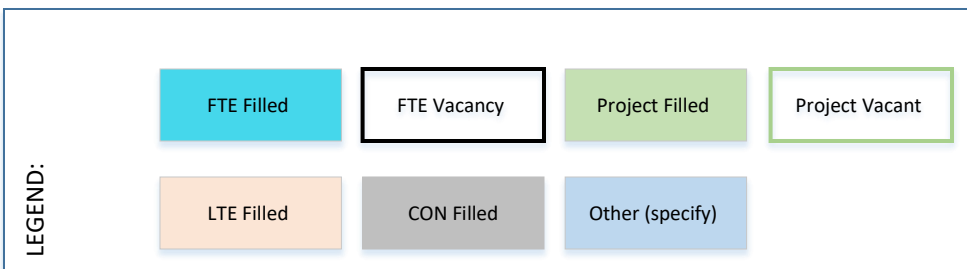 LEGEND:
FTE Filled
FTE Vacancy
Project Filled
Project Vacant
LTE Filled
CON Filled
Other (specify)